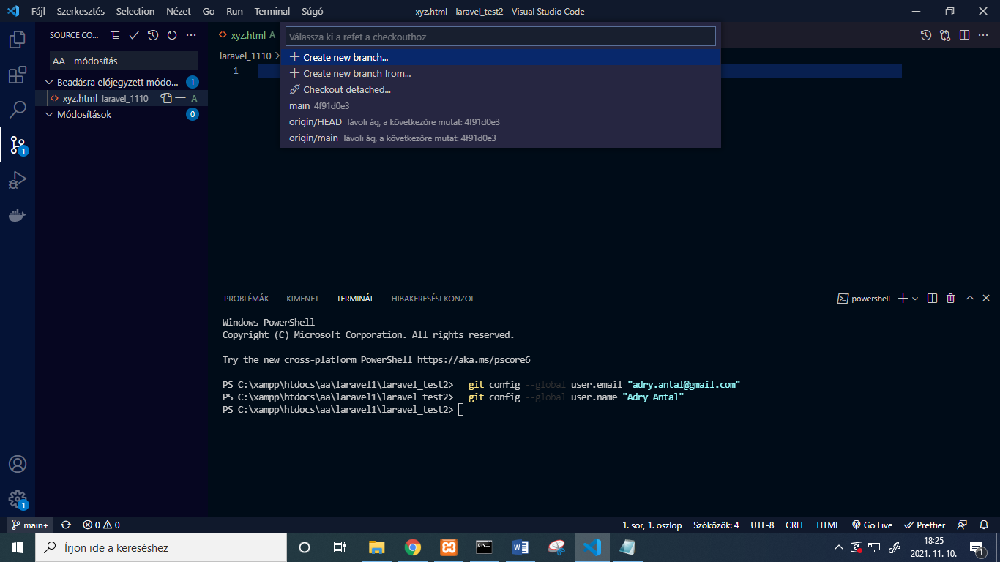 Fájl Szerkesztés Selection Nézet Go Run Terminal Súgó
xyz.html - laravel_test2 - Visual Studio Code
SOURCE CO...
xyz.html A
AA - módosítás
Beadásra előjegyzett módo... 1
xyz.html laravel_1110 A
Módosítások 0
laravel_1110
1
Válassza ki a refet a checkouthoz
Create new branch...
Create new branch from...
Checkout detached...
main 4f91d0e3
origin/HEAD Távoli ág, a következőre mutat: 4f91d0e3
origin/main Távoli ág, a következőre mutat: 4f91d0e3
1
PROBLÉMÁK KIMENET TERMINÁL HIBAKERESÉSI KONZOL
powershell
Windows PowerShell
Copyright (C) Microsoft Corporation. All rights reserved.
Try the new cross-platform PowerShell https://aka.ms/pscore6
PS C:\xampp\htdocs\aa\laravel1\laravel_test2> git config --global user.email "adry.antal@gmail.com"
PS C:\xampp\htdocs\aa\laravel1\laravel_test2> git config --global user.name "Adry Antal"
PS C:\xampp\htdocs\aa\laravel1\laravel_test2>
1
main+ 0 0
1. sor, 1. oszlop Szóközök: 4 UTF-8 CRLF HTML Go Live Prettier
Írjon ide a kereséshez
18:25
2021. 11. 10.
1